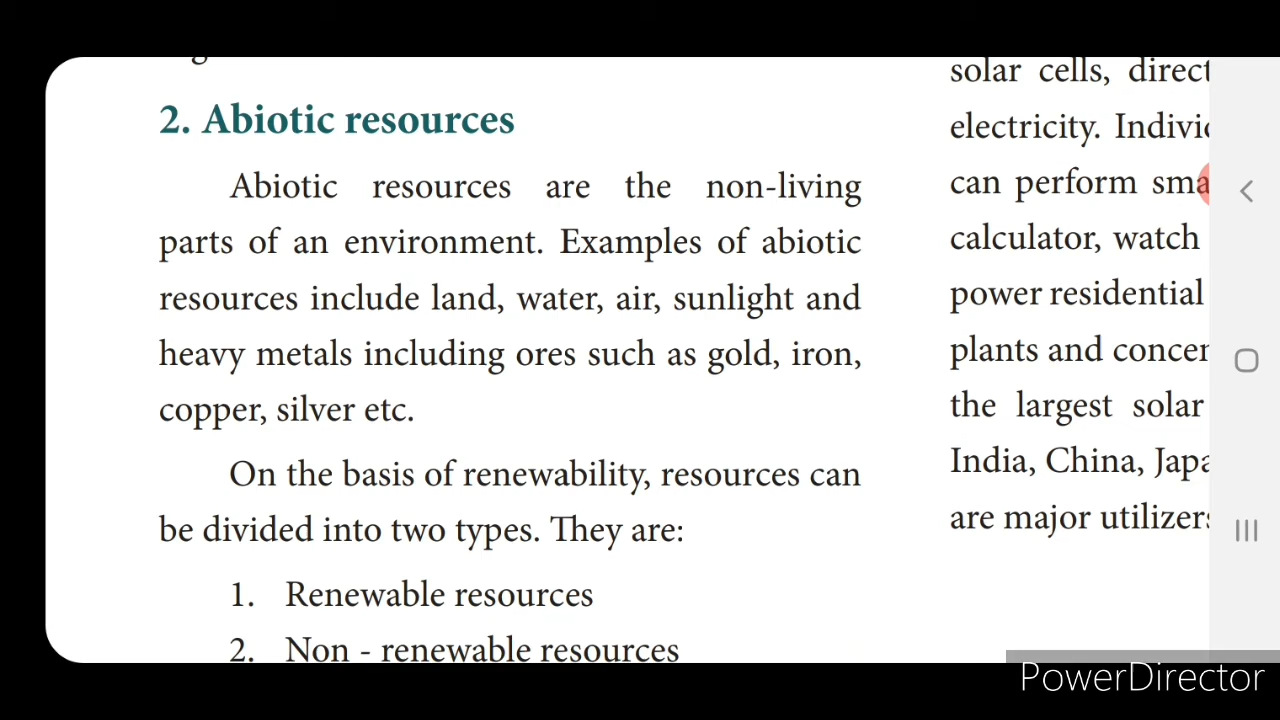 2. Abiotic resources
Abiotic resources are the non-living
parts of an environment. Examples of abiotic
resources include land, water, air, sunlight and
heavy metals including ores such as gold, iron,
copper, silver etc.
On the basis of renewability, resources can
be divided into two types. They are:
1. Renewable resources
2. Non - renewable resources
solar cells, direct
electricity.
can perform
calculator, watch
power residential
plants and
the largest solar
India, China,
are major
PowerDirector